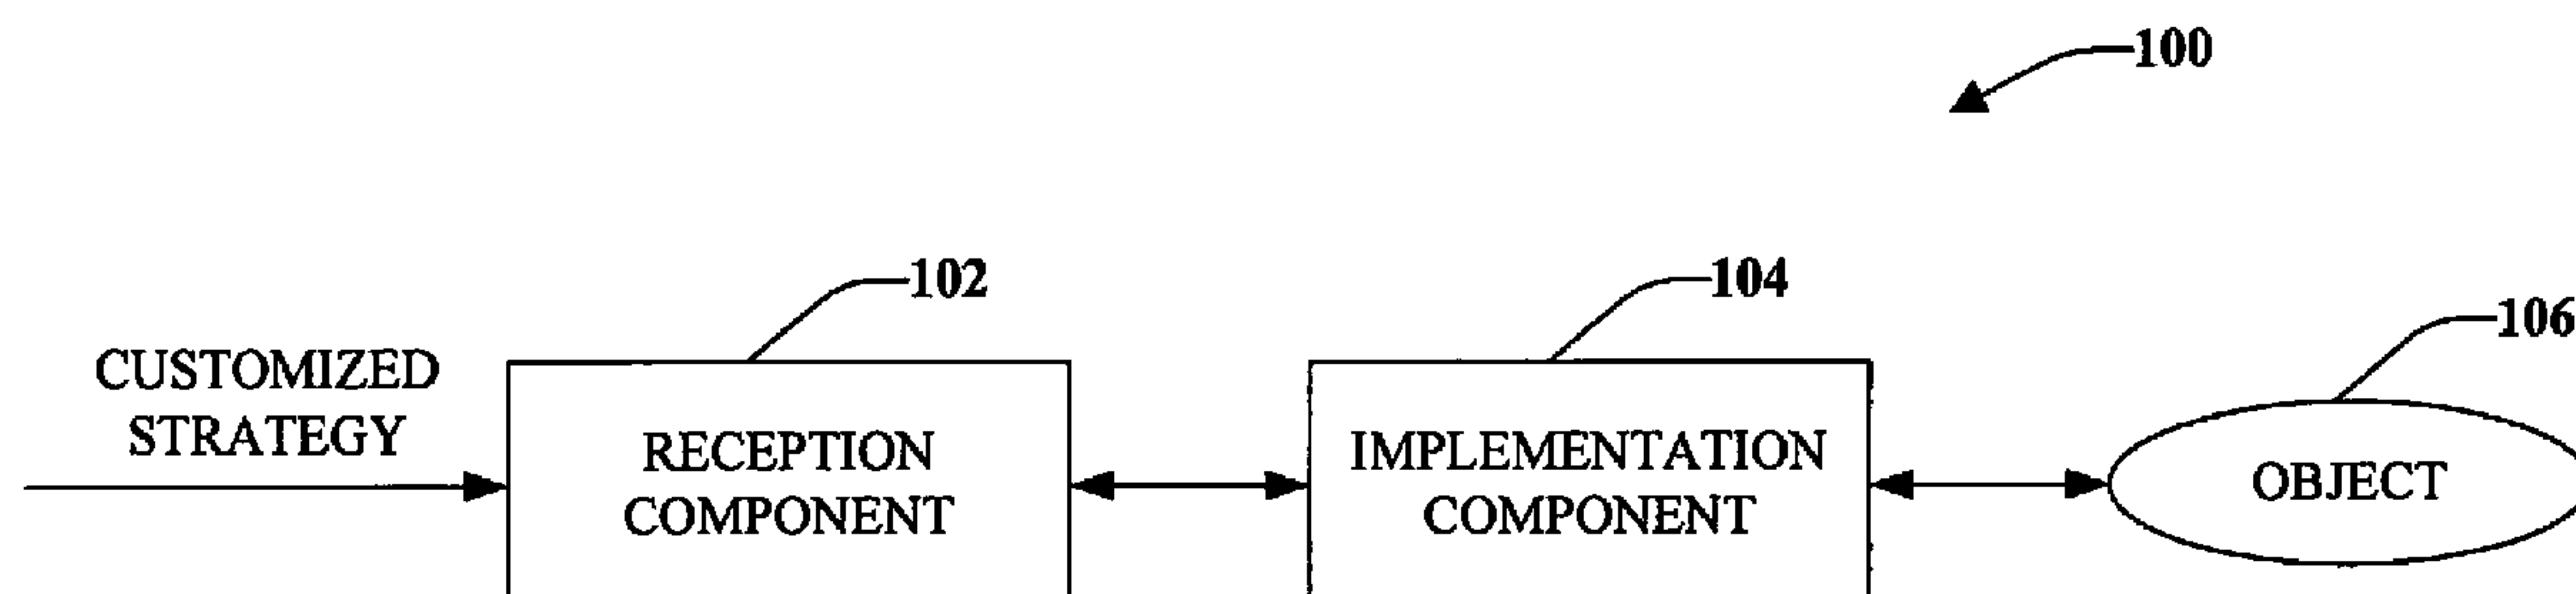 100
102
104
106
CUSTOMIZED
STRATEGY
RECEPTION
COMPONENT
IMPLEMENTATION
COMPONENT
OBJECT